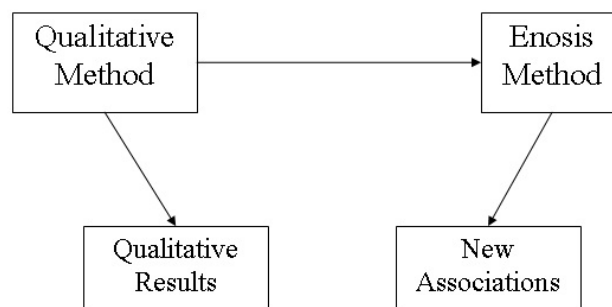 Qualitative
Method
Enosis
Method
Qualitative
Results
New
Associations